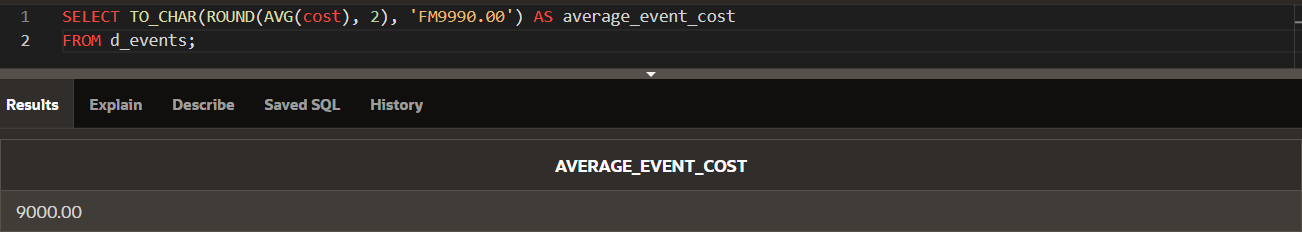 1 SELECT TO_CHAR(ROUND(AVG(cost), 2), 'FM9990.00') AS average_event_cost
2 FROM d_events;
Results Explain Describe Saved SQL History
AVERAGE_EVENT_COST
9000.00